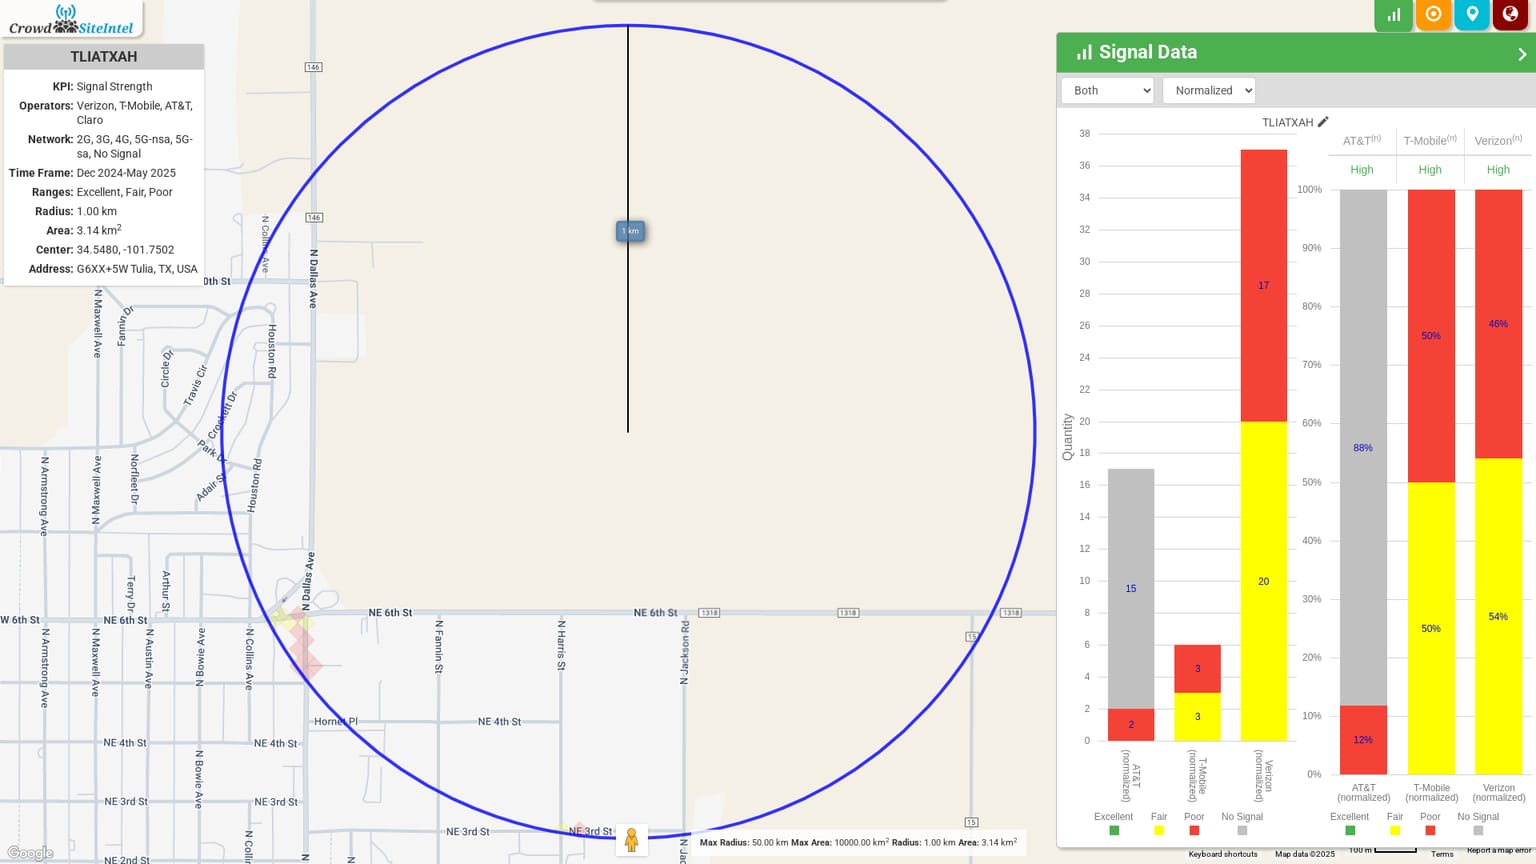 Crowd SiteIntel
TLIATXAH
KPI: Signal Strength
Operators: Verizon, T-Mobile, AT&T,
Claro
Network: 2G, 3G, 4G, 5G-nsa, 5G-
sa, No Signal
Time Frame: Dec 2024-May 2025
Ranges: Excellent, Fair, Poor
Radius: 1.00 km
Area: 3.14 km²
Center: 34.5480, -101.7502
Address: G6XX+5W Tulia, TX, USA
146
146
N Collins Ave
N Dallas Ave
0th St
N Maxwell Ave
Fannin Dr
Circle Dr
Travis Cir
Houston Rd
Crockett Dr
Park Dr
Adair St
Houston Rd
N Armstrong Ave
N Maxwell Ave
Norfleet Dr
1 km
Terry Dr
Arthur St
N Dallas Ave
W 6th St
NE 6th St
NE 6th St
NE 6th St
1318
1318
1318
15
N Armstrong Ave
N Maxwell Ave
N Austin Ave
N Bowie Ave
N Collins Ave
N Fannin St
N Harris St
N Jackson Rd
Hornet Pl
NE 4th St
NE 4th St
NE 4th St
N Bowie Ave
NE 3rd St
NE 3rd St
NE 3rd St
NE 3rd St
15
N Collin
N
N
N Jac
NE 2nd St
Google
Max Radius: 50.00 km Max Area: 10000.00 km² Radius: 1.00 km Area: 3.14 km²
Keyboard shortcuts
Map data ©2025
100 m
Terms
Report a map error
Signal Data
Both
Normalized
TLIATXAH
Quantity
38
36
34
32
30
28
26
24
22
20
18
16
14
12
10
8
6
4
2
0
15
2
3
3
17
20
AT&T
(normalized)
T-Mobile
(normalized)
Verizon
(normalized)
Excellent
Fair
Poor
No Signal
AT&T(n)
T-Mobile(n)
Verizon(n)
High
High
High
100%
90%
80%
70%
60%
50%
40%
30%
20%
10%
0%
88%
12%
50%
50%
46%
54%
AT&T
(normalized)
T-Mobile
(normalized)
Verizon
(normalized)
Excellent
Fair
Poor
No Signal